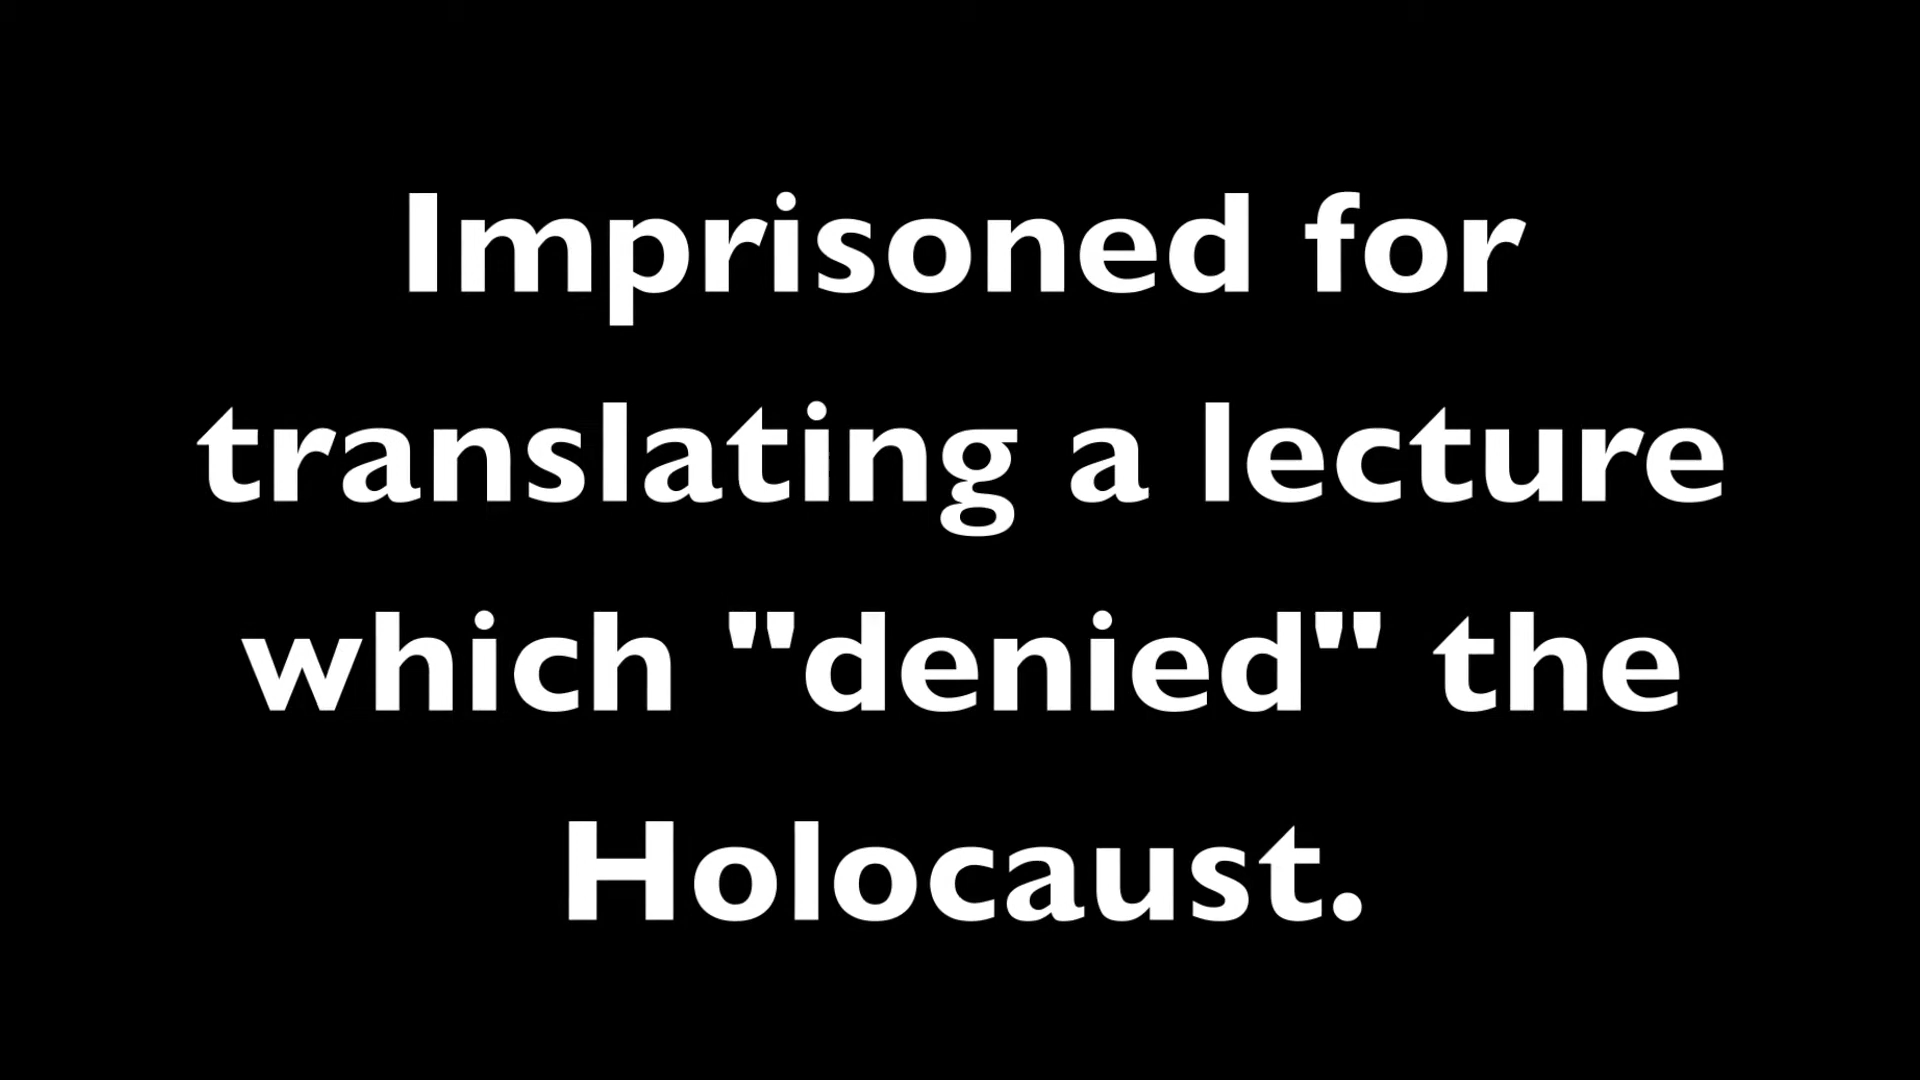 Imprisoned for
translating a lecture
which "denied" the
Holocaust.